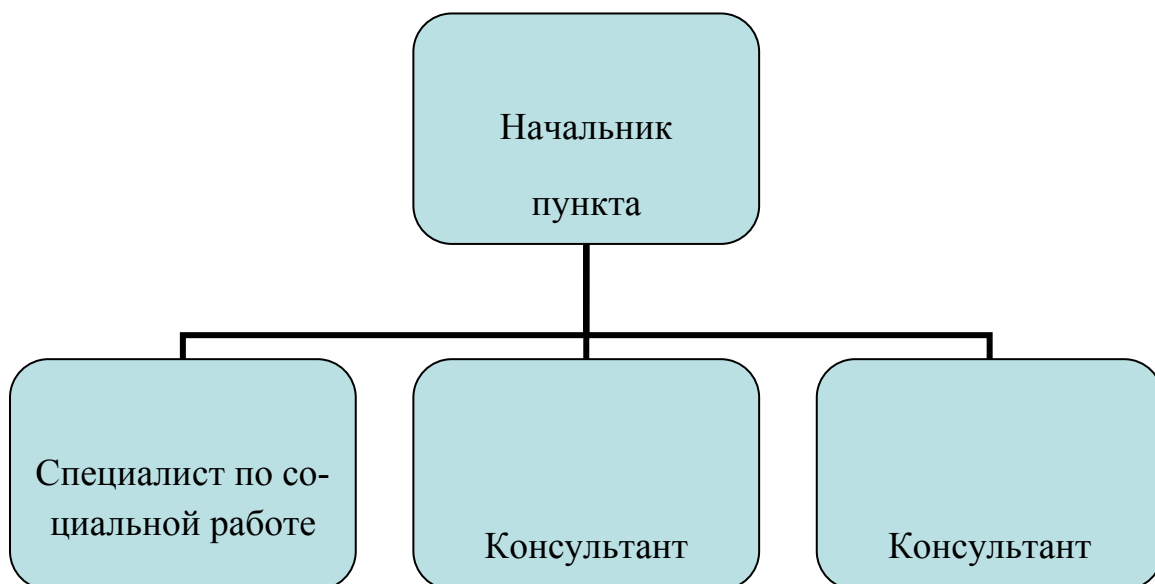 Начальник
пункта
Специалист по со-
циальной работе
Консультант
Консультант